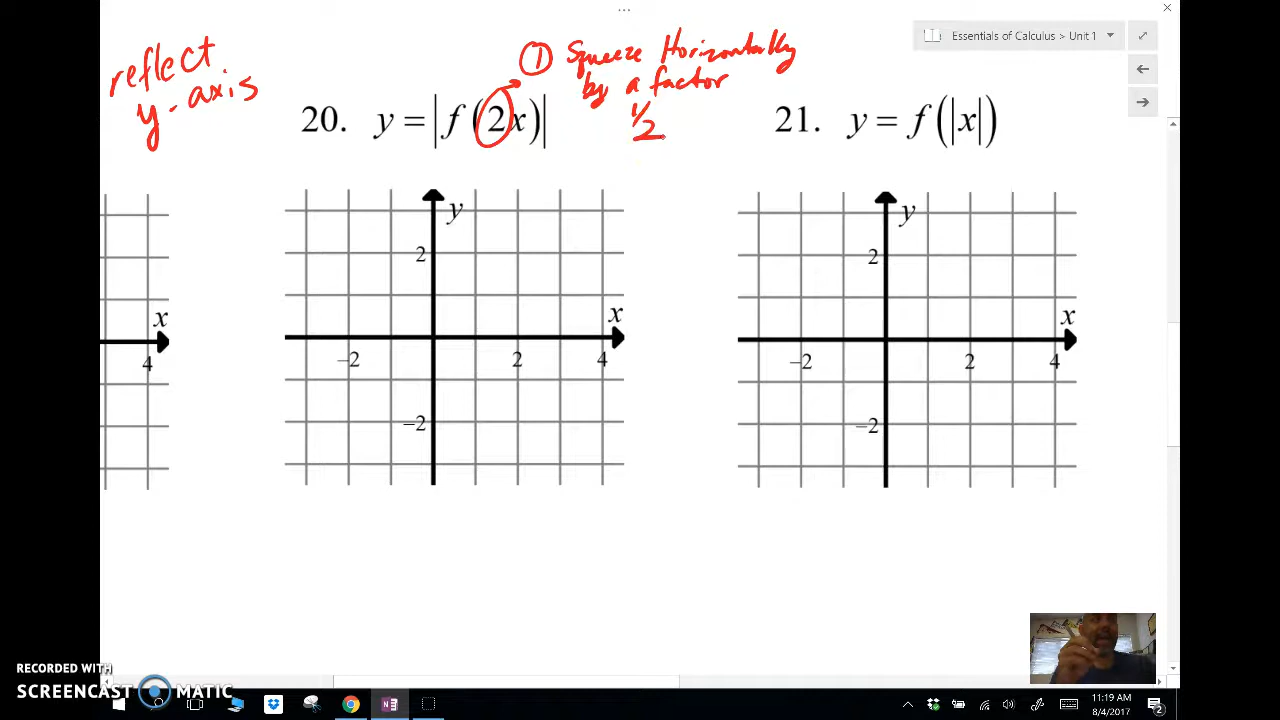 ...
Essentials of Calculus > Unit 1
reflect
y-axis
① Squeeze Horizontally
by a factor
1/2
20. y = |f(2x)|
21. y = f(|x|)
y
2
x
4
-2
2
4
-2
x
y
2
x
-2
2
4
-2
RECORDED WITH
SCREENCAST MATIC
11:19 AM
8/4/2017
2